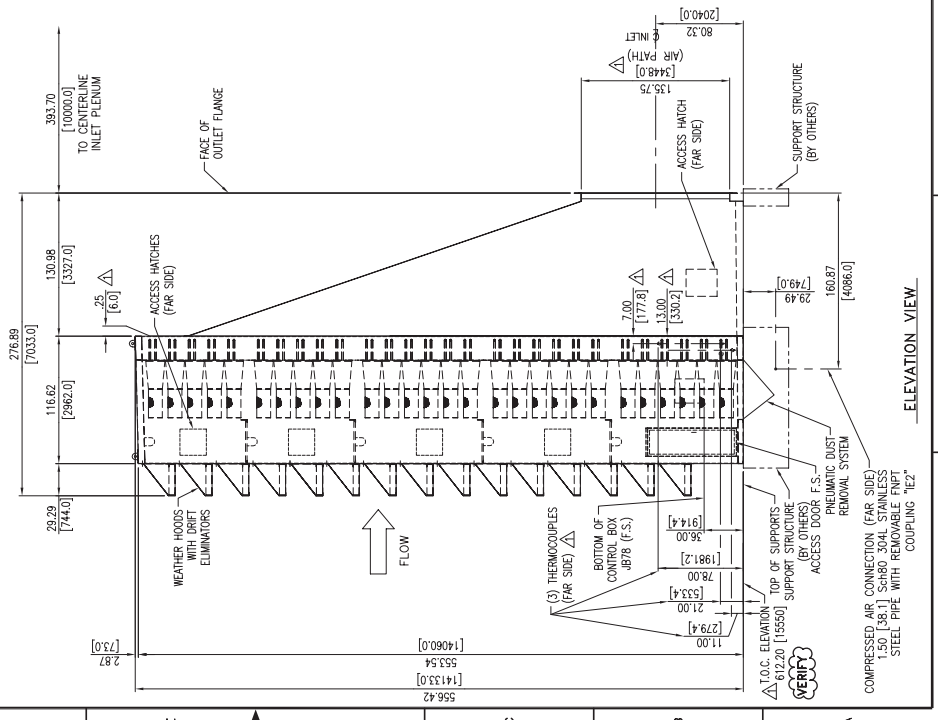 276.89
[7033.0]
29.29
[744.0]
116.62
[2962.0]
130.98
[3327.0]
393.70
[10000.0]
TO CENTERLINE
INLET PLENUM
.25
[6.0]
1
ACCESS HATCHES
(FAR SIDE)
FACE OF
OUTLET FLANGE
WEATHER HOODS
WITH DRIFT
ELIMINATORS
FLOW
2.87
[73.0]
556.42
[14133.0]
553.54
[14060.0]
(3) THERMOCOUPLES
(FAR SIDE)
1
BOTTOM OF
CONTROL BOX
JB78 (F.S.)
11.00
[279.4]
21.00
[533.4]
78.00
[1981.2]
36.00
[914.4]
7.00
[177.8]
1
13.00
[330.2]
1
135.75
[3448.0]
1
(AIR PATH)
℄ INLET
80.32
[2040.0]
ACCESS HATCH
(FAR SIDE)
SUPPORT STRUCTURE
(BY OTHERS)
29.49
[749.0]
160.87
[4086.0]
1
T.O.C. ELEVATION
612.20 [15550]
VERIFY
TOP OF SUPPORTS
SUPPORT STRUCTURE
(BY OTHERS)
ACCESS DOOR F.S.
PNEUMATIC DUST
REMOVAL SYSTEM
COMPRESSED AIR CONNECTION (FAR SIDE)
1.50 [38.1] Sch80 304L STAINLESS
STEEL PIPE WITH REMOVABLE FNPT
COUPLING "IE2"
ELEVATION VIEW